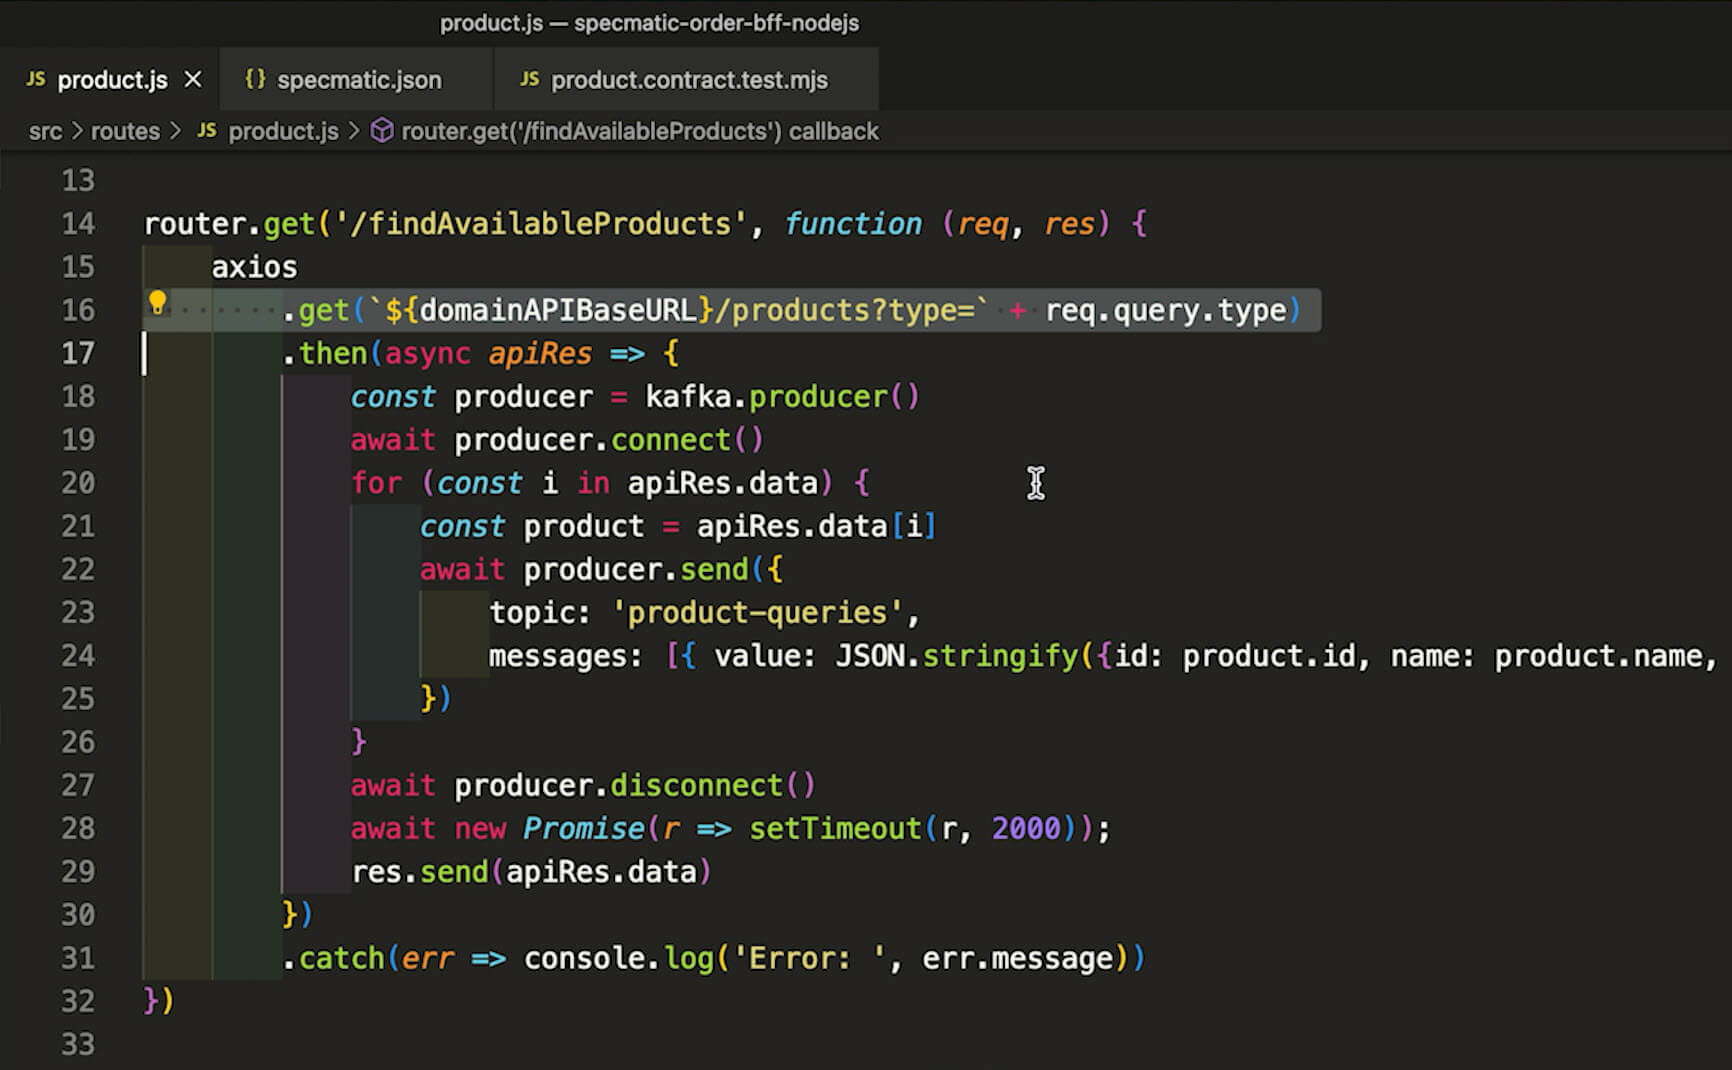 product.js — specmatic-order-bff-nodejs
JS product.js × {} specmatic.json JS product.contract.test.mjs
src > routes > JS product.js > router.get('/findAvailableProducts') callback
13
14 router.get('/findAvailableProducts', function (req, res) {
15 axios
16 .get(`${domainAPIBaseURL}/products?type=` + req.query.type)
17 .then(async apiRes => {
18 const producer = kafka.producer()
19 await producer.connect()
20 for (const i in apiRes.data) {
21 const product = apiRes.data[i]
22 await producer.send({
23 topic: 'product-queries',
24 messages: [{ value: JSON.stringify({id: product.id, name: product.name,
25 })
26 }
27 await producer.disconnect()
28 await new Promise(r => setTimeout(r, 2000));
29 res.send(apiRes.data)
30 })
31 .catch(err => console.log('Error: ', err.message))
32 })
33